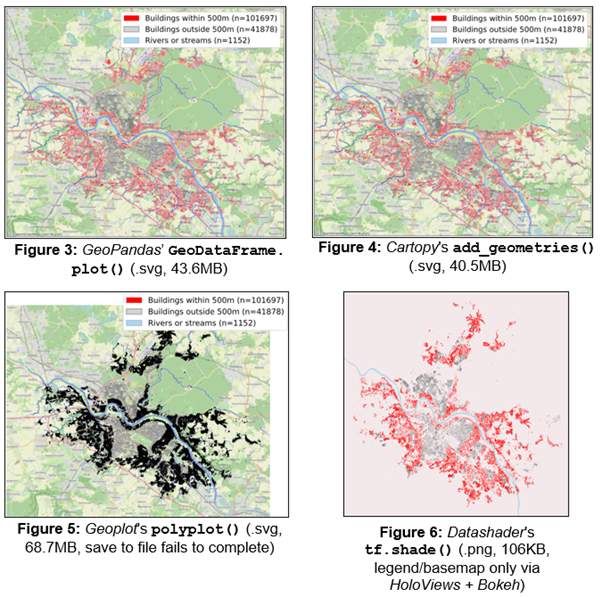 Buildings within 500m (n=101697)
Buildings outside 500m (n=41878)
Rivers or streams (n=1152)
Figure 3: GeoPandas' GeoDataFrame.
plot() (.svg, 43.6MB)
Buildings within 500m (n=101697)
Buildings outside 500m (n=41878)
Rivers or streams (n=1152)
Figure 4: Cartopy's add_geometries()
(.svg, 40.5MB)
Buildings within 500m (n=101697)
Buildings outside 500m (n=41878)
Rivers or streams (n=1152)
Figure 5: Geoplot's polyplot() (.svg,
68.7MB, save to file fails to complete)
Figure 6: Datashader's
tf.shade() (.png, 106KB,
legend/basemap only via
HoloViews + Bokeh)